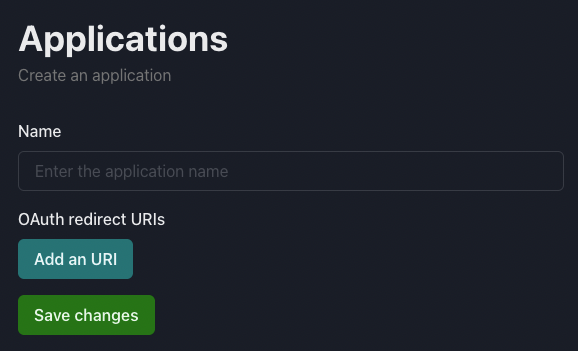 Applications
Create an application
Name
Enter the application name
OAuth redirect URIs
Add an URI
Save changes